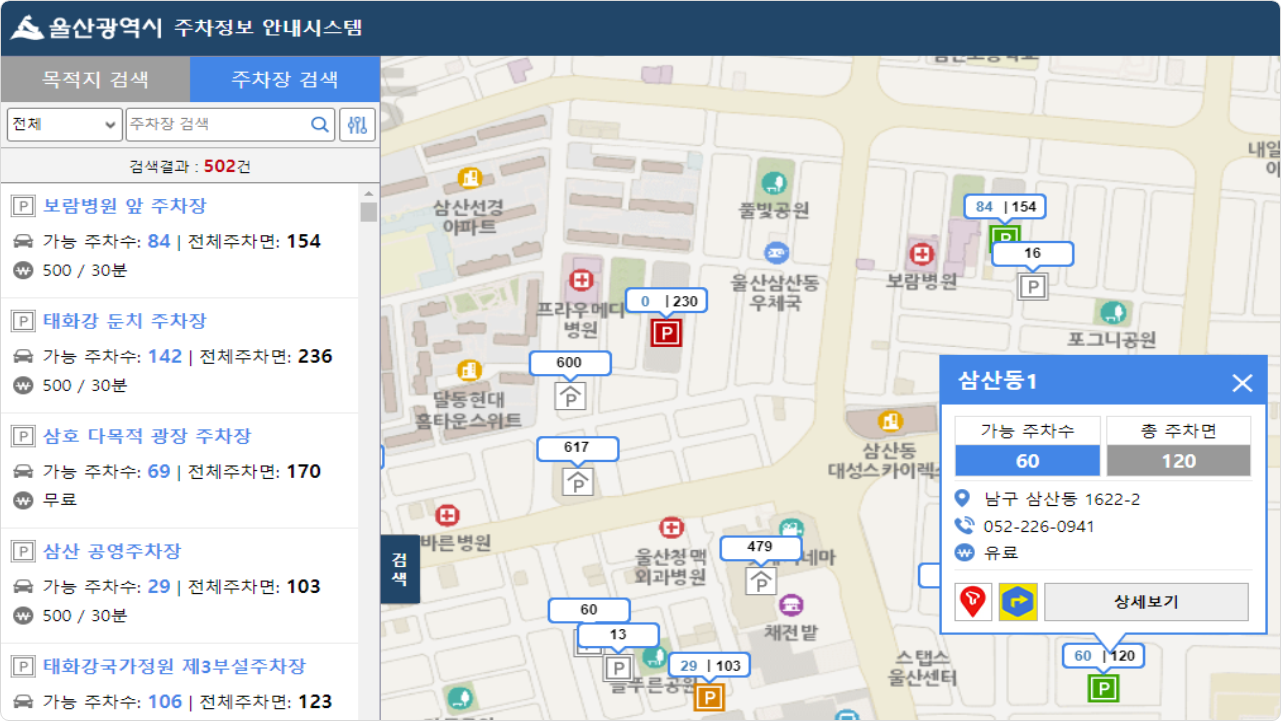 울산광역시 주차정보 안내시스템
목적지 검색
주차장 검색
전체
주차장 검색
검색결과 : 502건
P 보람병원 앞 주차장
가능 주차수: 84 | 전체주차면: 154
500 / 30분
P 태화강 둔치 주차장
가능 주차수: 142 | 전체주차면: 236
500 / 30분
P 삼호 다목적 광장 주차장
가능 주차수: 69 | 전체주차면: 170
무료
P 삼산 공영주차장
가능 주차수: 29 | 전체주차면: 103
500 / 30분
P 태화강국가정원 제3부설주차장
가능 주차수: 106 | 전체주차면: 123
검색
내일
이
삼산선경
아파트
풀빛공원
84 | 154
P
16
P
보람병원
울산삼산동
우체국
프라우메디
병원
0 | 230
P
포그니공원
600
P
달동현대
홈타운스위트
617
P
삼산동
대성스카이렉스
바른병원
울산청맥
외과병원
479
P
채전밭
60
13
P
29 | 103
P
스탭스
울산센터
삼산동1
가능 주차수
총 주차면
60
120
남구 삼산동 1622-2
052-226-0941
유료
상세보기
60 | 120
P